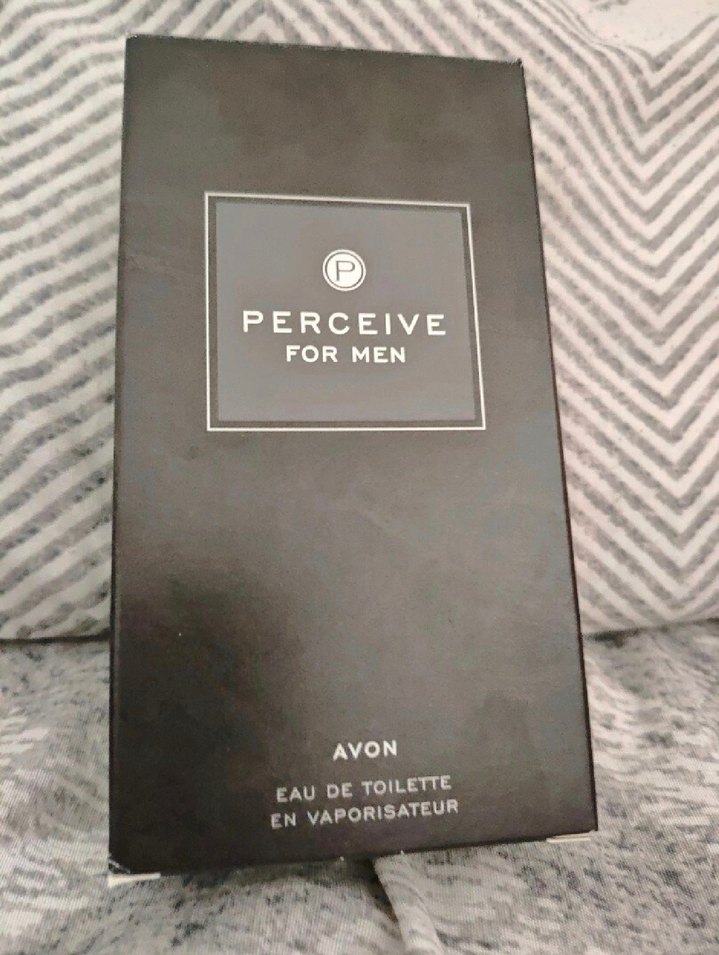 P
PERCEIVE
FOR MEN
AVON
EAU DE TOILETTE
EN VAPORISATEUR